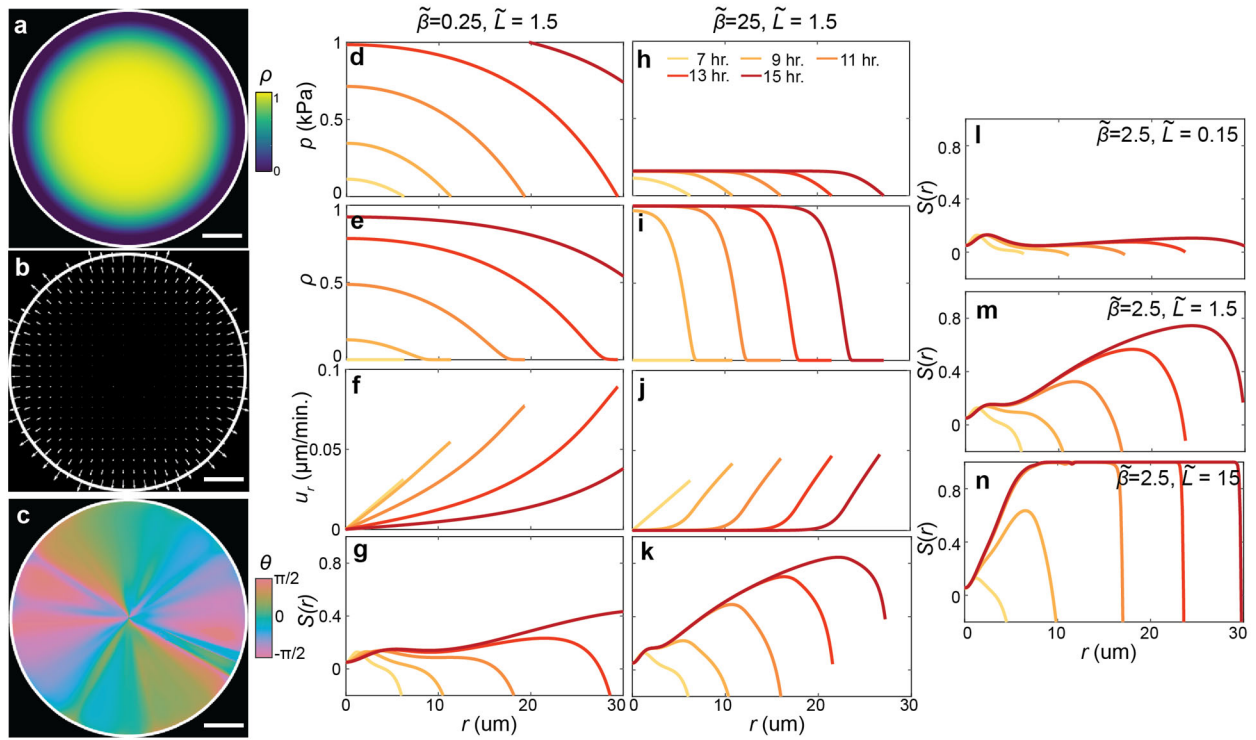 a
ρ
1
0
b
c
θ
π/2
0
-π/2
β̃=0.25, L̃ = 1.5
d
1
0.5
0
p (kPa)
e
1
0.5
0
ρ
f
0.1
0.05
0
u_r (μm/min.)
g
0.8
0.4
0
S(r)
0 10 20 30
r (um)
β̃=25, L̃ = 1.5
h
7 hr. 9 hr. 11 hr.
13 hr. 15 hr.
i
j
k
0 10 20 30
r (um)
l
β̃=2.5, L̃ = 0.15
0.8
0.4
0
S(r)
m
β̃=2.5, L̃ = 1.5
0.8
0.4
0
S(r)
n
β̃=2.5, L̃ = 15
0.8
0.4
0
S(r)
0 10 20 30
r (um)